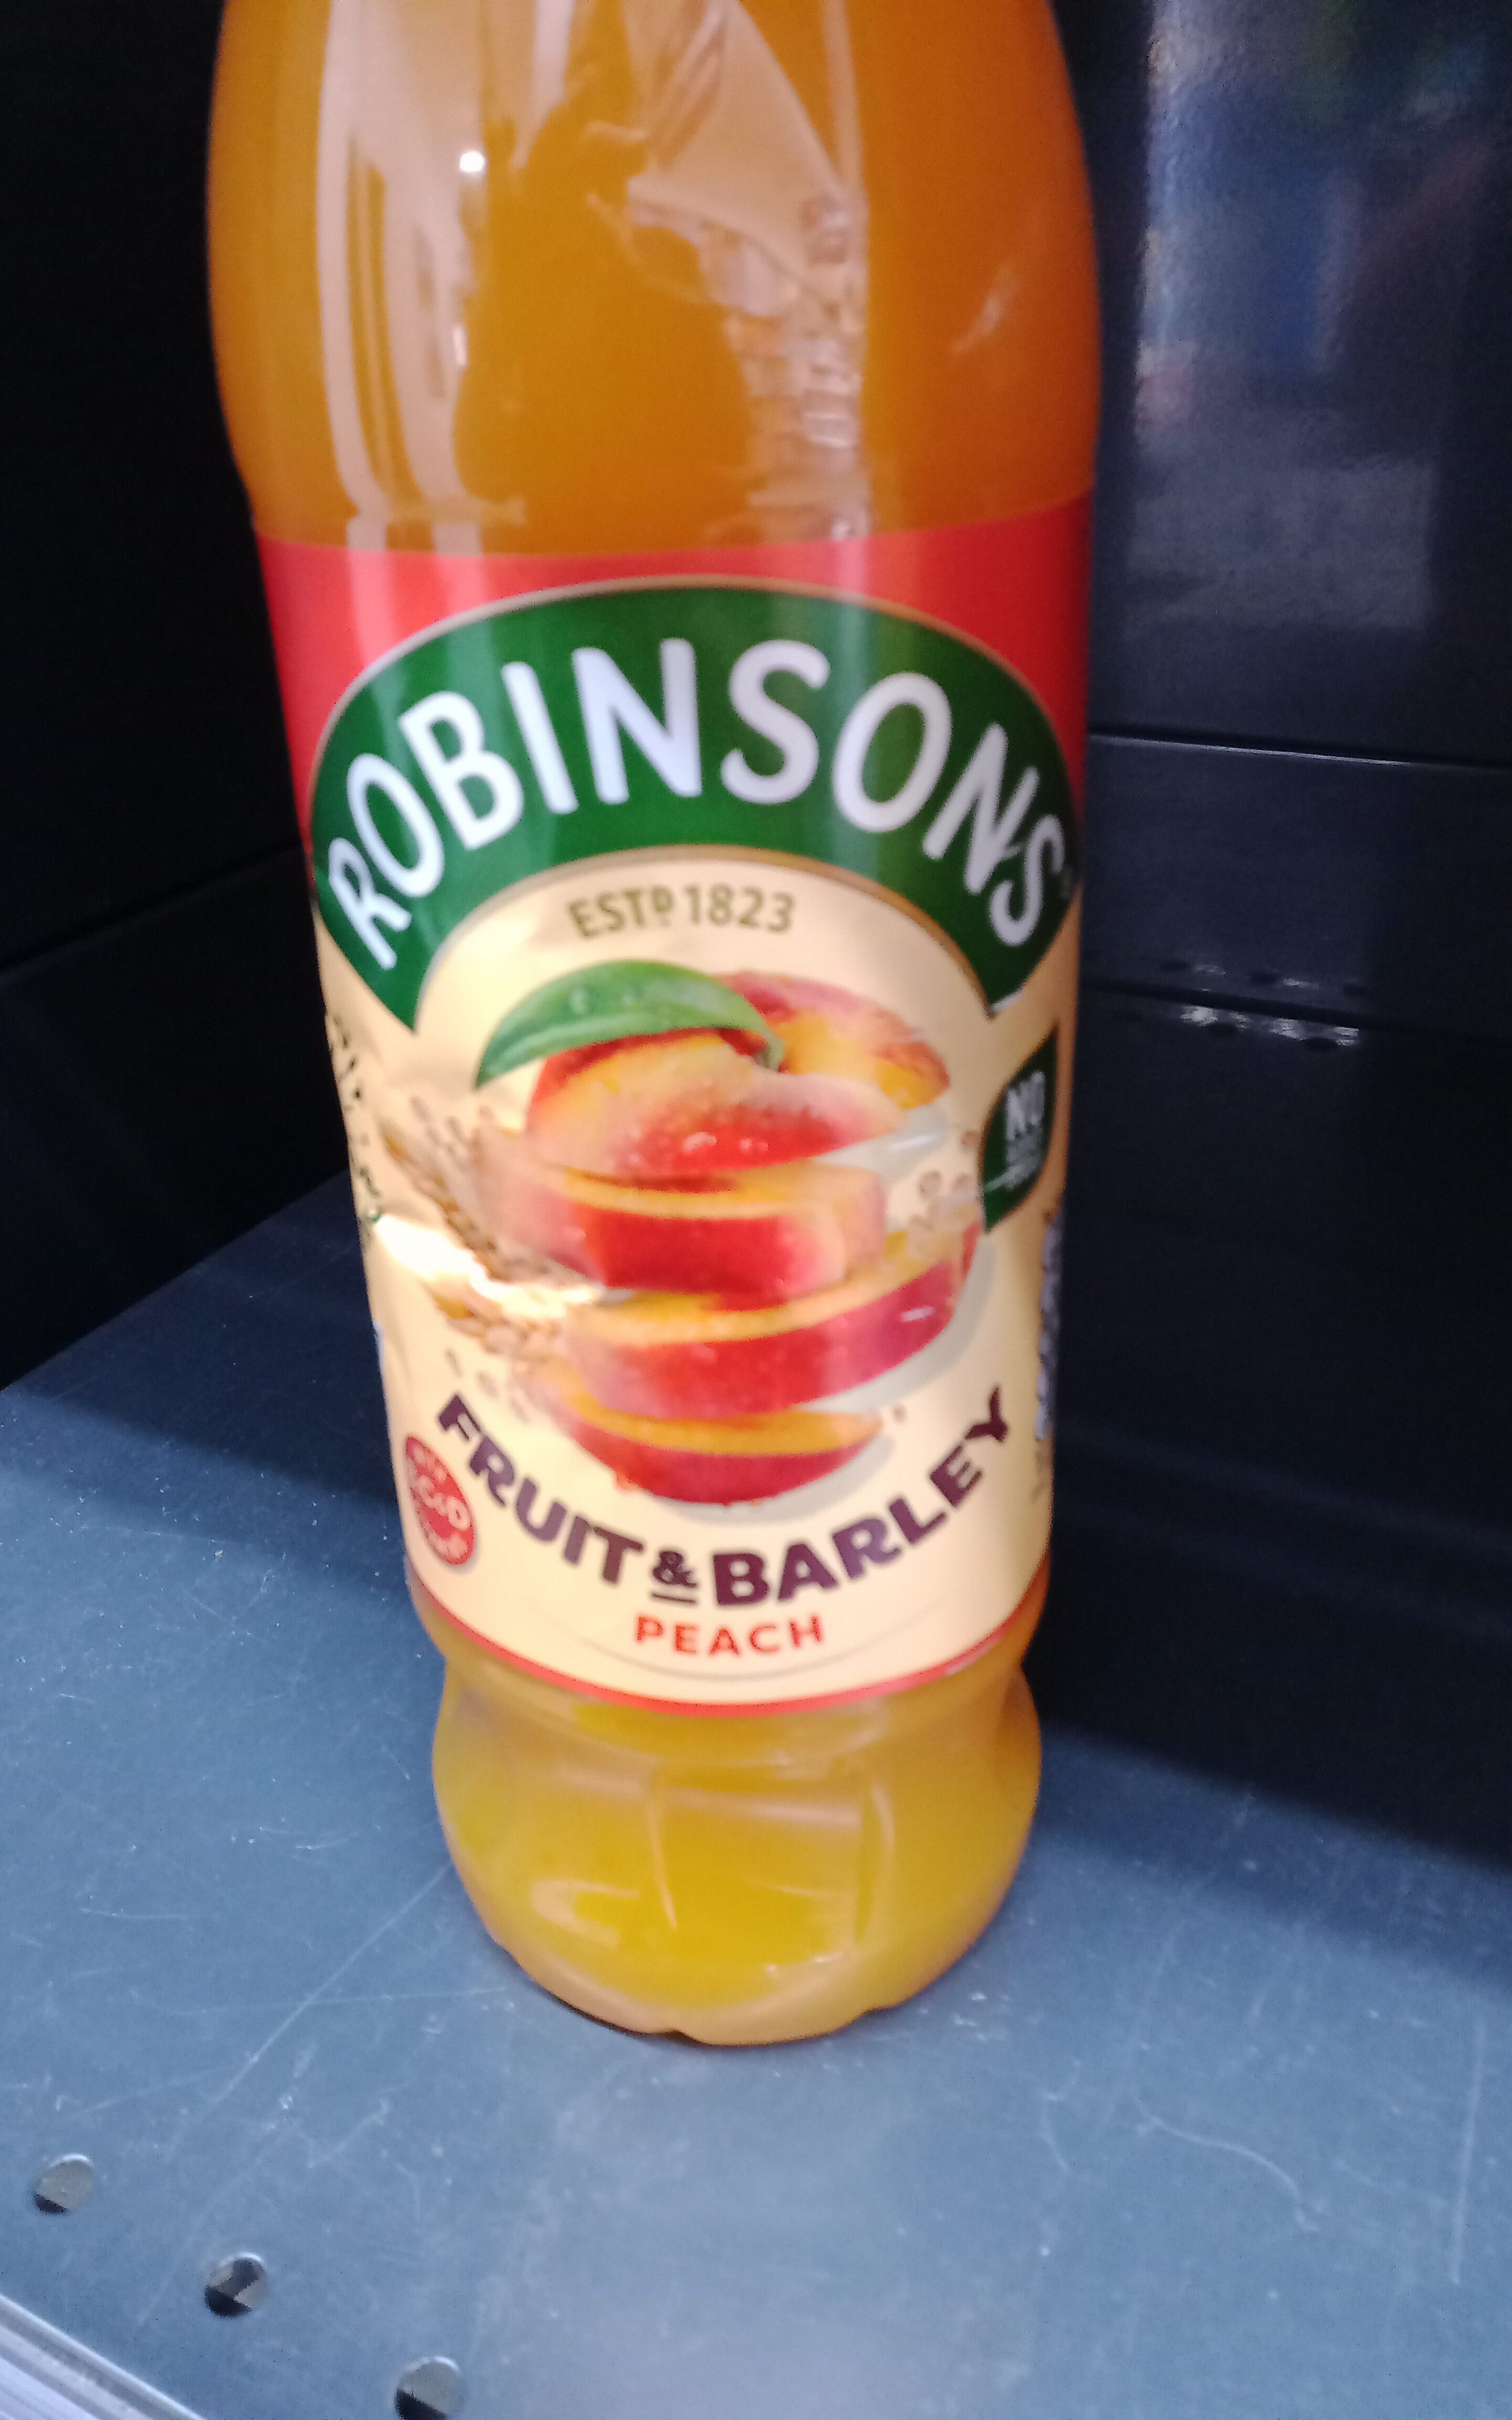 ROBINSONS
ESTD 1823
NO
FRUIT & BARLEY
PEACH